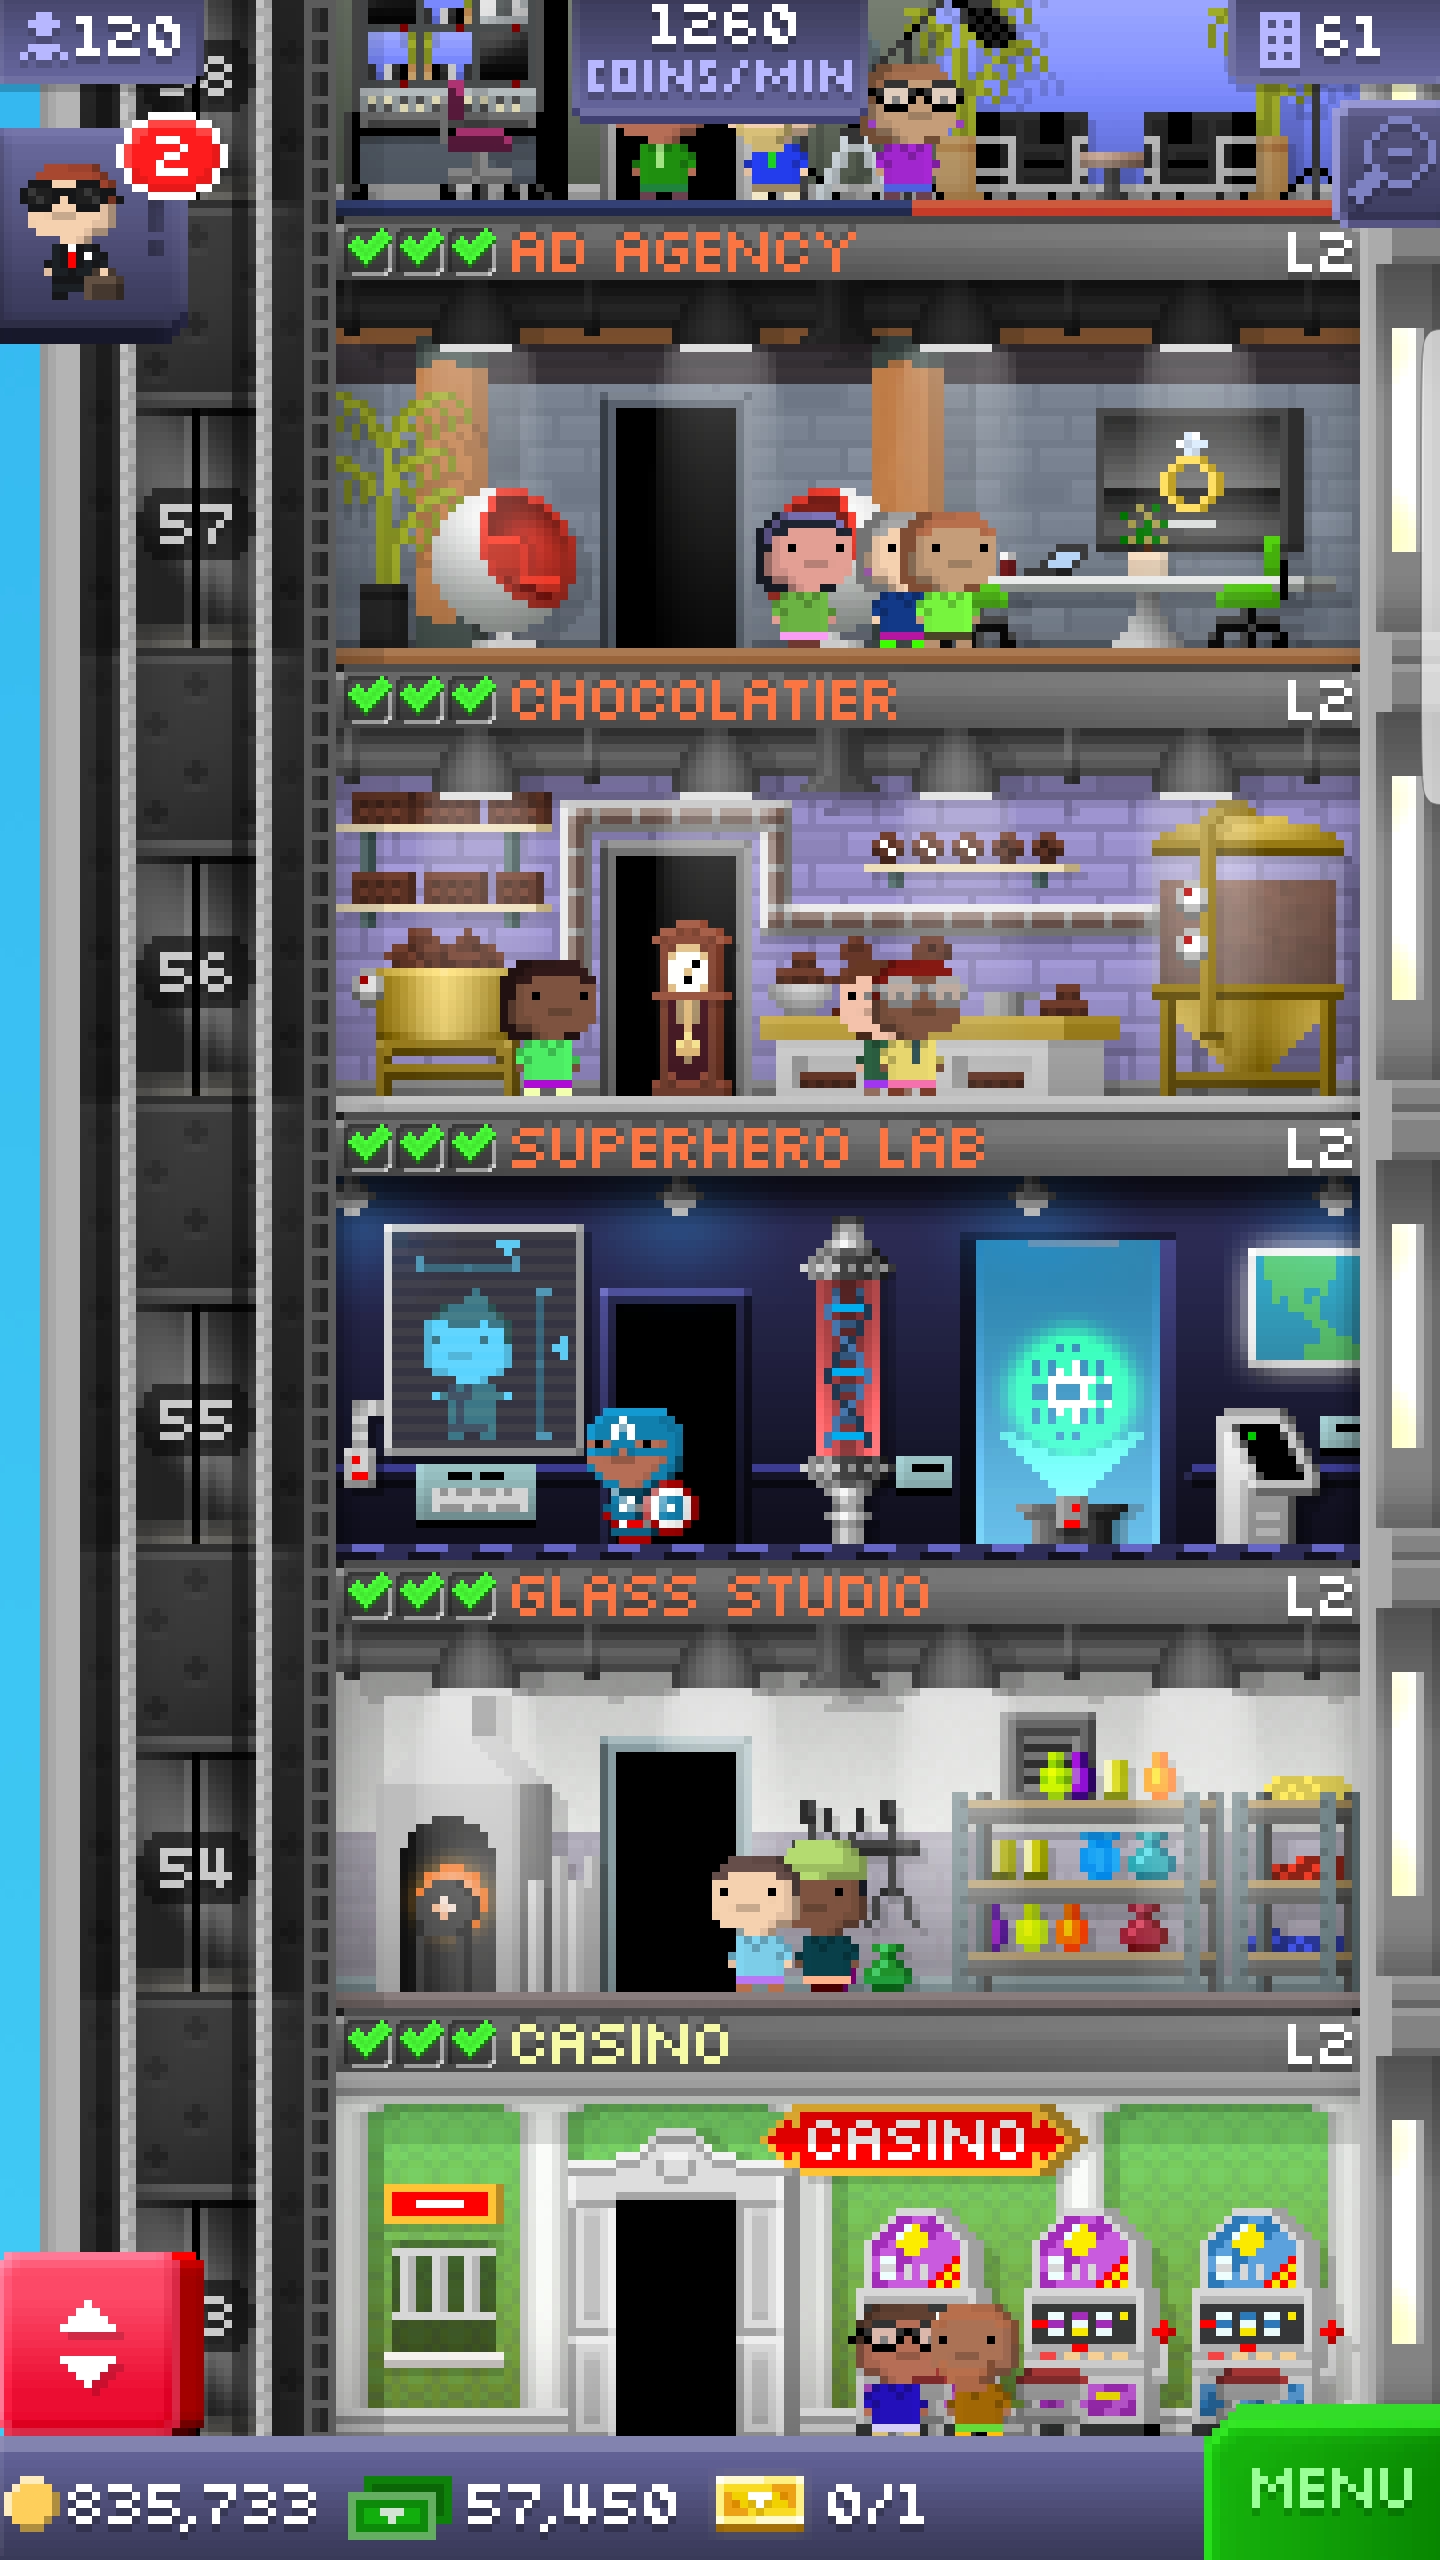 120
1260
COINS/MIN
61
2
AD AGENCY
L2
57
CHOCOLATIER
L2
56
SUPERHERO LAB
L2
55
A
GLASS STUDIO
L2
54
CASINO
L2
CASINO
835,733
57,450
0/1
MENU